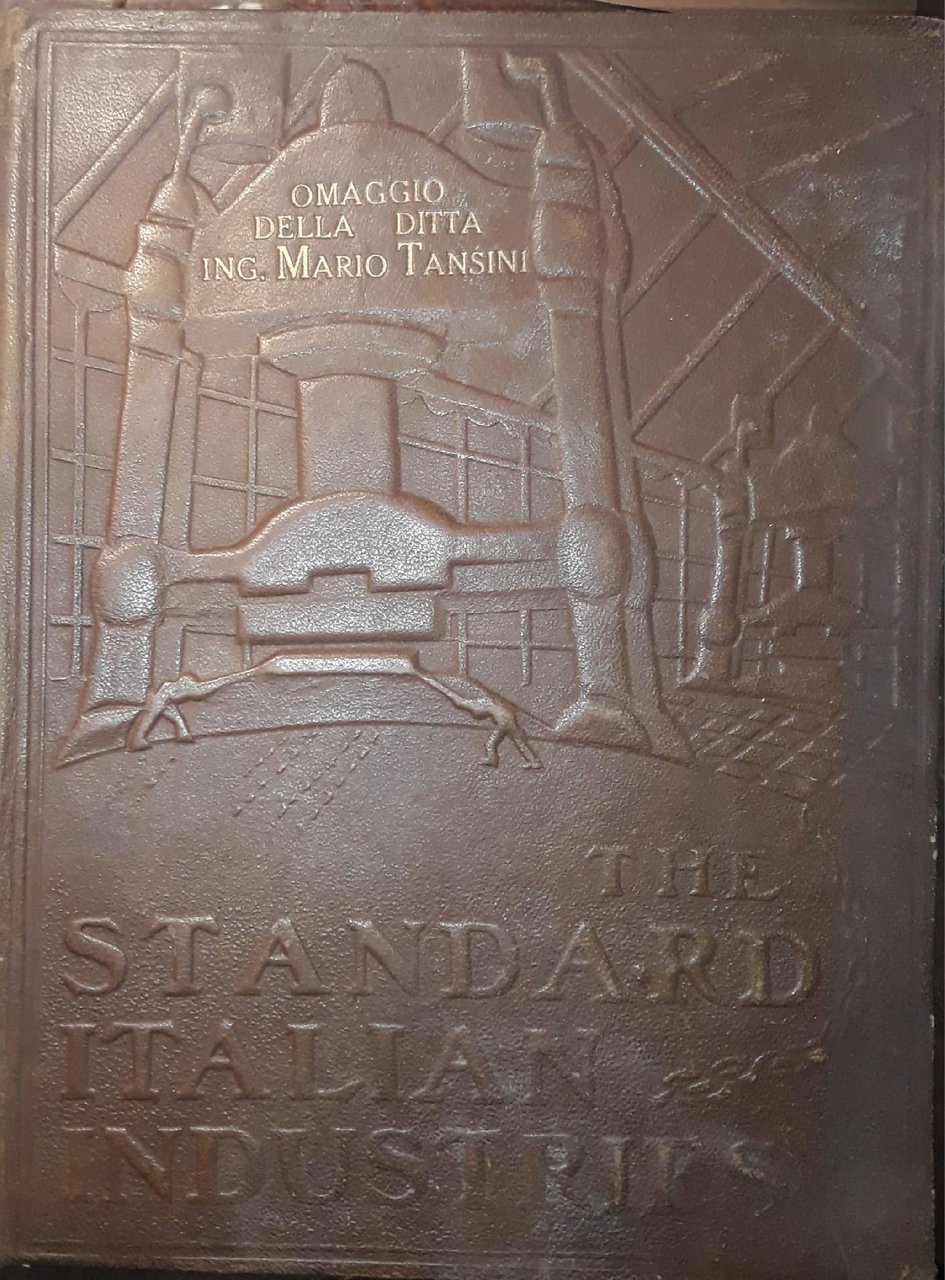 OMAGGIO
DELLA DITTA
ING. MARIO TANSINI
THE
STANDARD
ITALIAN
INDUSTRIES